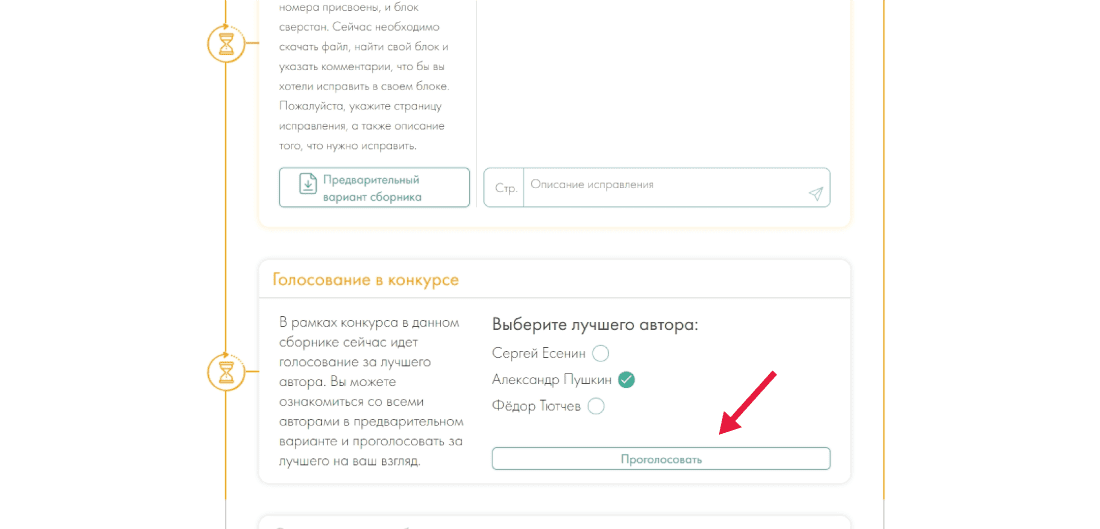 номера присвоены, и блок
сверстан. Сейчас необходимо
скачать файл, найти свой блок и
указать комментарии, что бы вы
хотели исправить в своем блоке.
Пожалуйста, укажите страницу
исправления, а также описание
того, что нужно исправить.
Предварительный
вариант сборника
Стр.
Описание исправления
Голосование в конкурсе
В рамках конкурса в данном
сборнике сейчас идет
голосование за лучшего
автора. Вы можете
ознакомиться со всеми
авторами в предварительном
варианте и проголосовать за
лучшего на ваш взгляд.
Выберите лучшего автора:
Сергей Есенин
Александр Пушкин
Фёдор Тютчев
Проголосовать